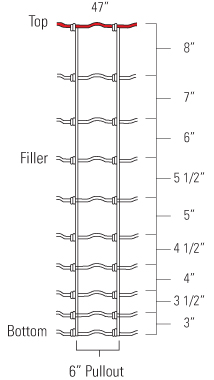 47”
Top
8”
7”
6”
Filler
5 1/2”
5”
4 1/2”
4”
3 1/2”
Bottom
3”
6” Pullout